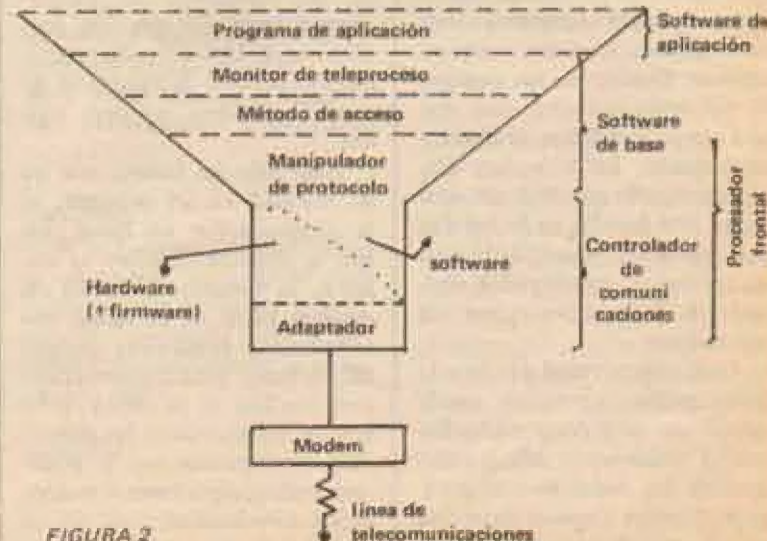 Programa de aplicación
Software de
aplicación
Monitor de teleproceso
Método de acceso
Software
de base
Manipulador
de protocolo
Procesador
frontal
Hardware
(+ firmware)
software
Controlador
de
comuni
caciones
Adaptador
Modem
línea de
telecomunicaciones
FIGURA 2